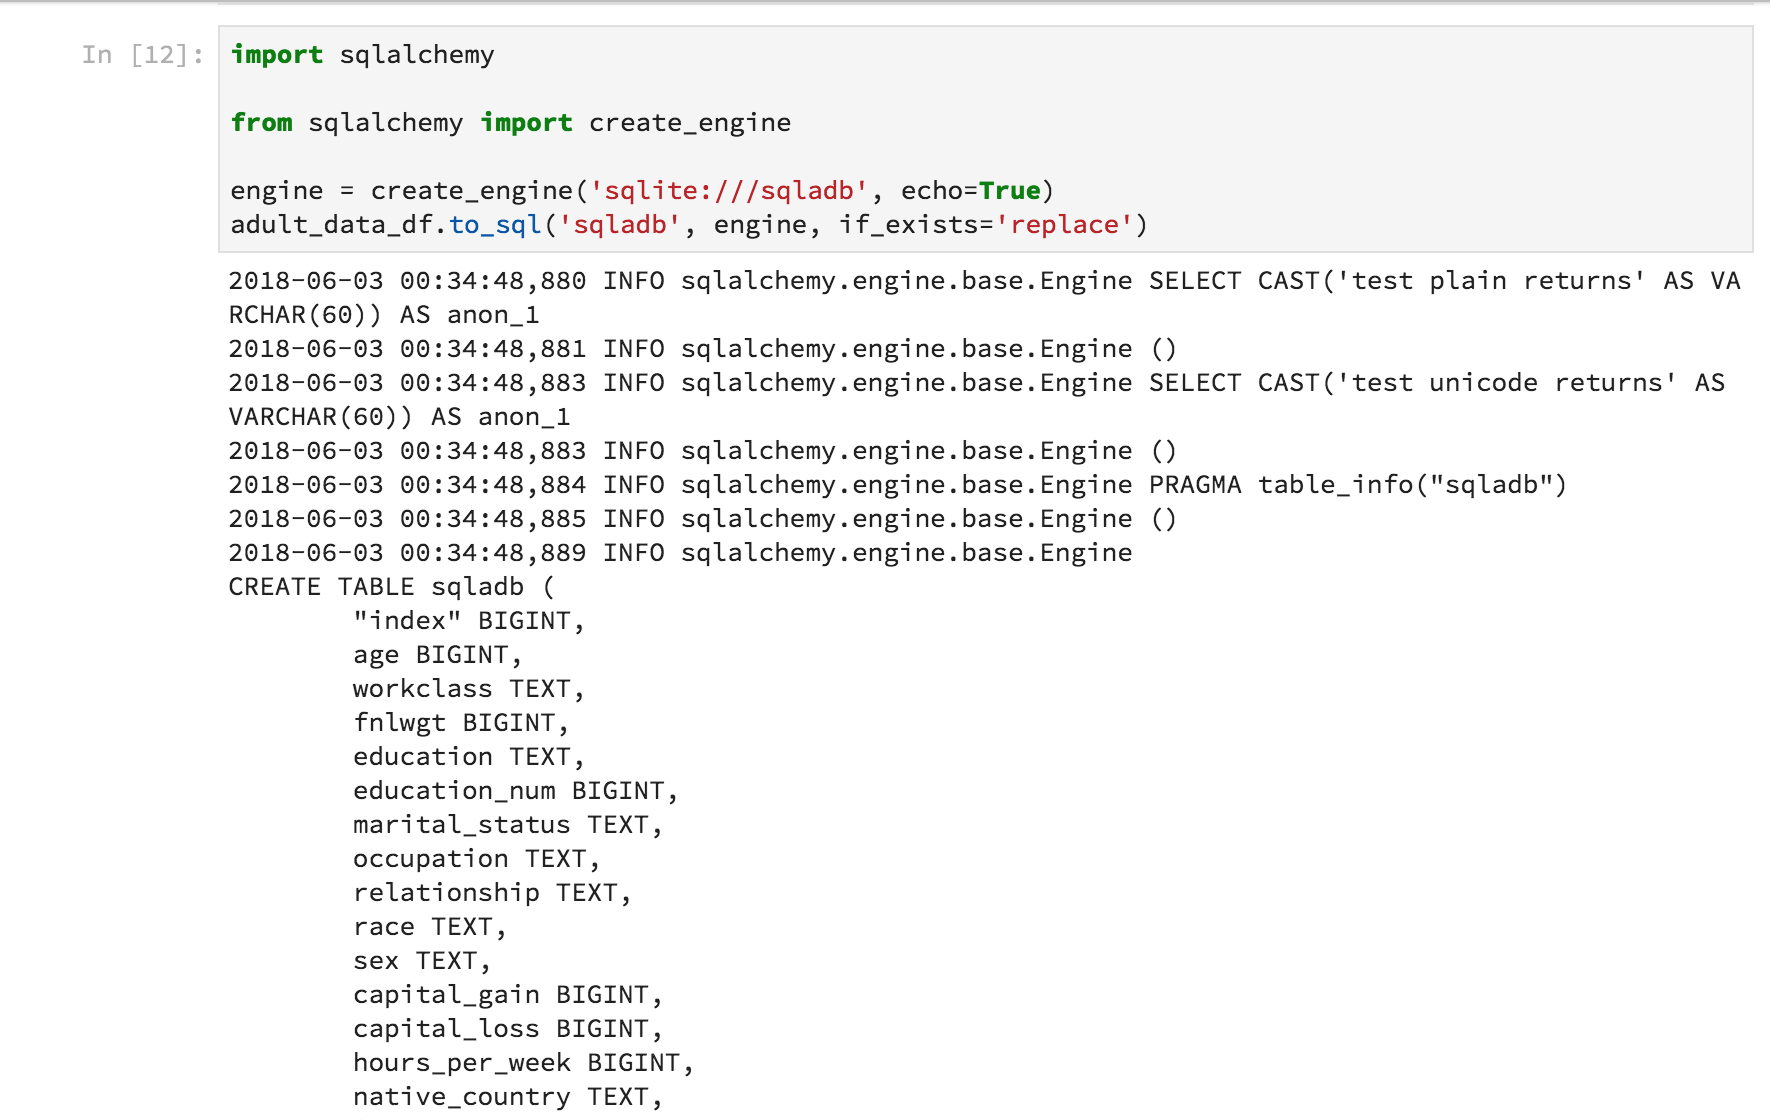 In [12]:
import sqlalchemy
from sqlalchemy import create_engine
engine = create_engine('sqlite:///sqladb', echo=True)
adult_data_df.to_sql('sqladb', engine, if_exists='replace')
2018-06-03 00:34:48,880 INFO sqlalchemy.engine.base.Engine SELECT CAST('test plain returns' AS VA
RCHAR(60)) AS anon_1
2018-06-03 00:34:48,881 INFO sqlalchemy.engine.base.Engine ()
2018-06-03 00:34:48,883 INFO sqlalchemy.engine.base.Engine SELECT CAST('test unicode returns' AS
VARCHAR(60)) AS anon_1
2018-06-03 00:34:48,883 INFO sqlalchemy.engine.base.Engine ()
2018-06-03 00:34:48,884 INFO sqlalchemy.engine.base.Engine PRAGMA table_info("sqladb")
2018-06-03 00:34:48,885 INFO sqlalchemy.engine.base.Engine ()
2018-06-03 00:34:48,889 INFO sqlalchemy.engine.base.Engine
CREATE TABLE sqladb (
"index" BIGINT,
age BIGINT,
workclass TEXT,
fnlwgt BIGINT,
education TEXT,
education_num BIGINT,
marital_status TEXT,
occupation TEXT,
relationship TEXT,
race TEXT,
sex TEXT,
capital_gain BIGINT,
capital_loss BIGINT,
hours_per_week BIGINT,
native_country TEXT,